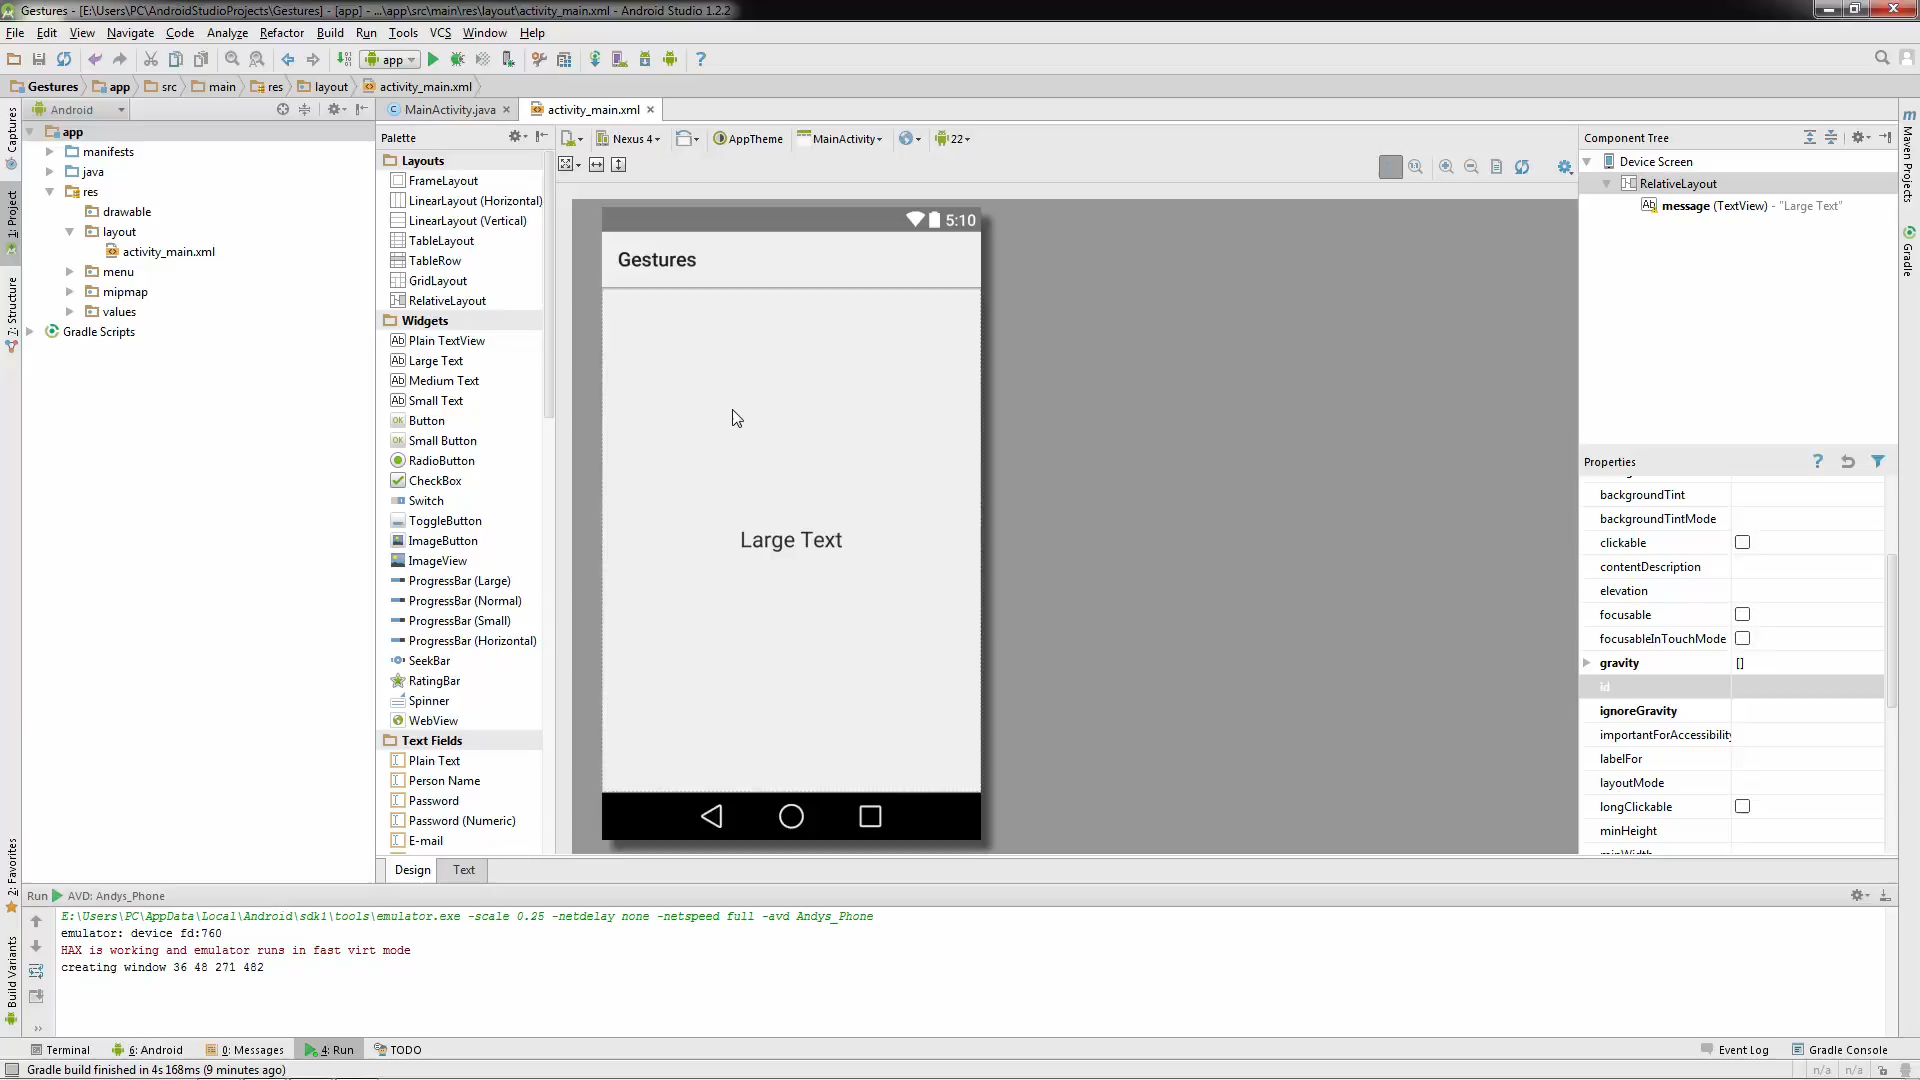 Gestures - [E:\Users\PC\AndroidStudioProjects\Gestures] - [app] - ...\app\src\main\res\layout\activity_main.xml - Android Studio 1.2.2
File Edit View Navigate Code Analyze Refactor Build Run Tools VCS Window Help
app
Gestures app src main res layout activity_main.xml
Android
MainActivity.java activity_main.xml
Captures
1: Project
7: Structure
2: Favorites
Build Variants
app
manifests
java
res
drawable
layout
activity_main.xml
menu
mipmap
values
Gradle Scripts
Palette
Layouts
FrameLayout
LinearLayout (Horizontal)
LinearLayout (Vertical)
TableLayout
TableRow
GridLayout
RelativeLayout
Widgets
Plain TextView
Large Text
Medium Text
Small Text
Button
Small Button
RadioButton
CheckBox
Switch
ToggleButton
ImageButton
ImageView
ProgressBar (Large)
ProgressBar (Normal)
ProgressBar (Small)
ProgressBar (Horizontal)
SeekBar
RatingBar
Spinner
WebView
Text Fields
Plain Text
Person Name
Password
Password (Numeric)
E-mail
Nexus 4 AppTheme MainActivity 22
5:10
Gestures
Large Text
Design Text
Component Tree
Device Screen
RelativeLayout
message (TextView) - "Large Text"
Properties
backgroundTint
backgroundTintMode
clickable
contentDescription
elevation
focusable
focusableInTouchMode
gravity []
id
ignoreGravity
importantForAccessibility
labelFor
layoutMode
longClickable
minHeight
minWidth
Maven Projects
Gradle
Run AVD: Andys_Phone
E:\Users\PC\AppData\Local\Android\sdk1\tools\emulator.exe -scale 0.25 -netdelay none -netspeed full -avd Andys_Phone
emulator: device fd:760
HAX is working and emulator runs in fast virt mode
creating window 36 48 271 482
Terminal 6: Android 0: Messages 4: Run TODO Event Log Gradle Console
Gradle build finished in 4s 168ms (9 minutes ago) n/a n/a